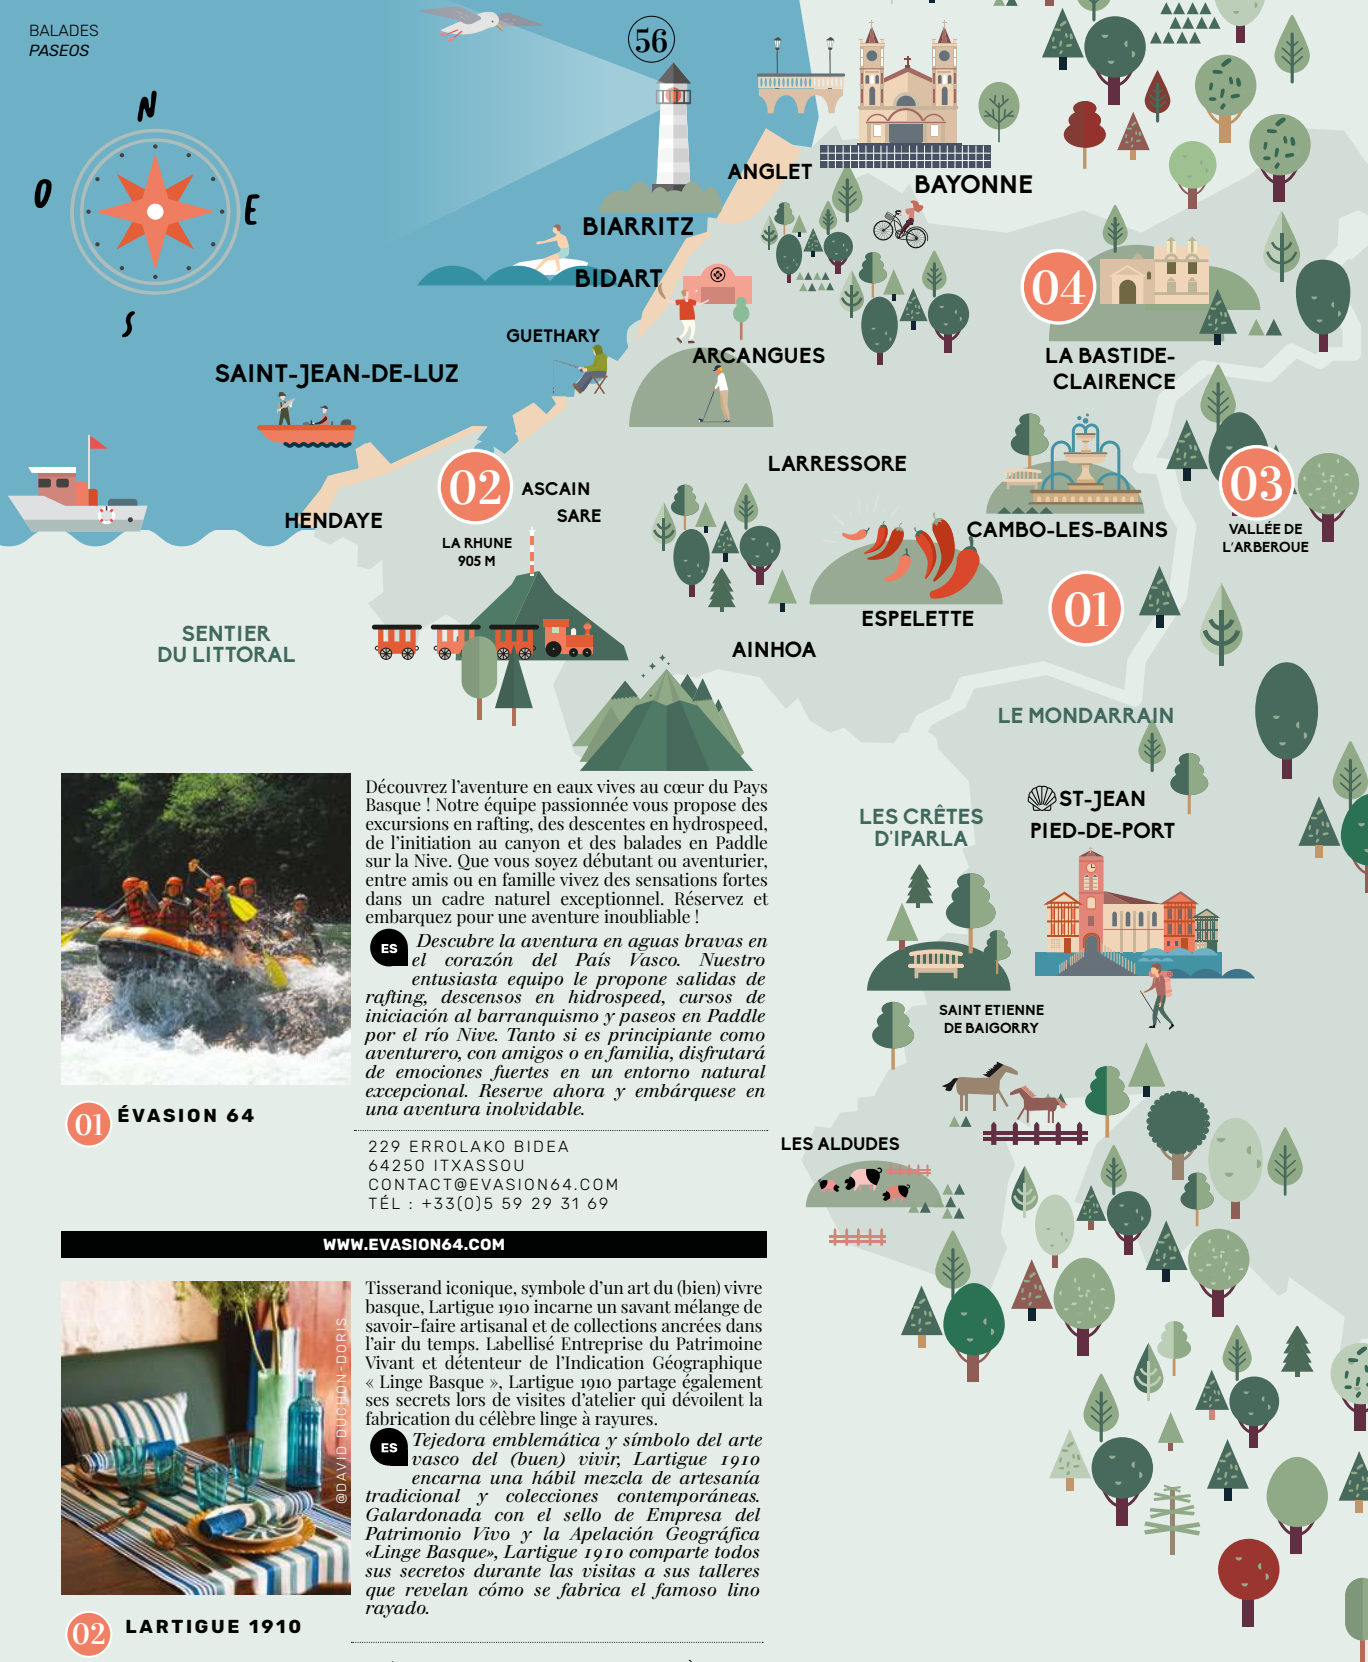 BALADES
PASEOS
56
N
O
E
S
ANGLET
BAYONNE
BIARRITZ
BIDART
GUETHARY
ARCANGUES
SAINT-JEAN-DE-LUZ
04
LA BASTIDE-
CLAIRENCE
LARRESSORE
02
ASCAIN
SARE
HENDAYE
LA RHUNE
905 M
CAMBO-LES-BAINS
03
VALLÉE DE
L'ARBEROUE
ESPELETTE
01
AINHOA
SENTIER
DU LITTORAL
LE MONDARRAIN
ST-JEAN
PIED-DE-PORT
LES CRÊTES
D'IPARLA
SAINT ETIENNE
DE BAIGORRY
LES ALDUDES
Découvrez l’aventure en eaux vives au cœur du Pays
Basque ! Notre équipe passionnée vous propose des
excursions en rafting, des descentes en hydrospeed,
de l’initiation au canyon et des balades en Paddle
sur la Nive. Que vous soyez débutant ou aventurier,
entre amis ou en famille vivez des sensations fortes
dans un cadre naturel exceptionnel. Réservez et
embarquez pour une aventure inoubliable !
ES Descubre la aventura en aguas bravas en
el corazón del País Vasco. Nuestro
entusiasta equipo le propone salidas de
rafting, descensos en hidrospeed, cursos de
iniciación al barranquismo y paseos en Paddle
por el río Nive. Tanto si es principiante como
aventurero, con amigos o en familia, disfrutará
de emociones fuertes en un entorno natural
excepcional. Reserve ahora y embárquese en
una aventura inolvidable.
01 ÉVASION 64
229 ERROLAKO BIDEA
64250 ITXASSOU
CONTACT@EVASION64.COM
TÉL : +33(0)5 59 29 31 69
WWW.EVASION64.COM
@DAVID DUCHON-DORIS
Tisserand iconique, symbole d’un art du (bien) vivre
basque, Lartigue 1910 incarne un savant mélange de
savoir-faire artisanal et de collections ancrées dans
l’air du temps. Labellisé Entreprise du Patrimoine
Vivant et détenteur de l’Indication Géographique
« Linge Basque », Lartigue 1910 partage également
ses secrets lors de visites d’atelier qui dévoilent la
fabrication du célèbre linge à rayures.
ES Tejedora emblemática y símbolo del arte
vasco del (buen) vivir, Lartigue 1910
encarna una hábil mezcla de artesanía
tradicional y colecciones contemporáneas.
Galardonada con el sello de Empresa del
Patrimonio Vivo y la Apelación Geográfica
«Linge Basque», Lartigue 1910 comparte todos
sus secretos durante las visitas a sus talleres
que revelan cómo se fabrica el famoso lino
rayado.
02 LARTIGUE 1910